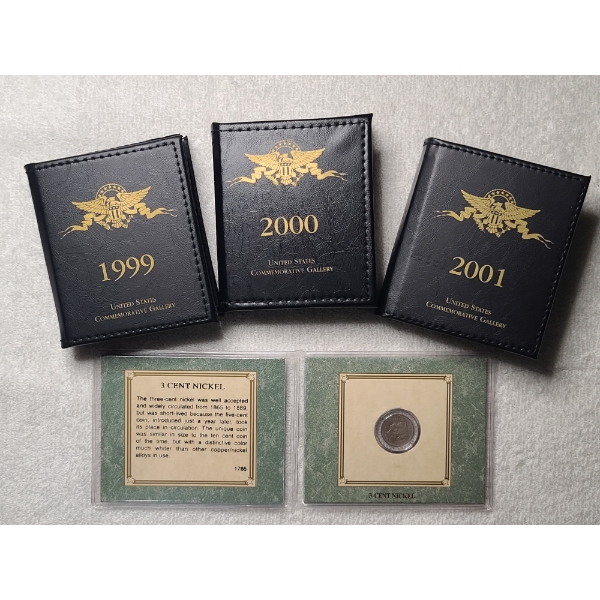 1999
UNITED STATES
COMMEMORATIVE GALLERY
2000
UNITED STATES
COMMEMORATIVE GALLERY
2001
UNITED STATES
COMMEMORATIVE GALLERY
3 CENT NICKEL
The three-cent nickel was well accepted
and widely circulated from 1865 to 1889
but was short-lived because the five-cent
coin, introduced just a year later, took
its place in circulation. The unique coin
was similar in size to the ten cent coin
of the time, but with a distinctive color
much whiter than other copper/nickel
alloys in use.
1786
3 CENT NICKEL